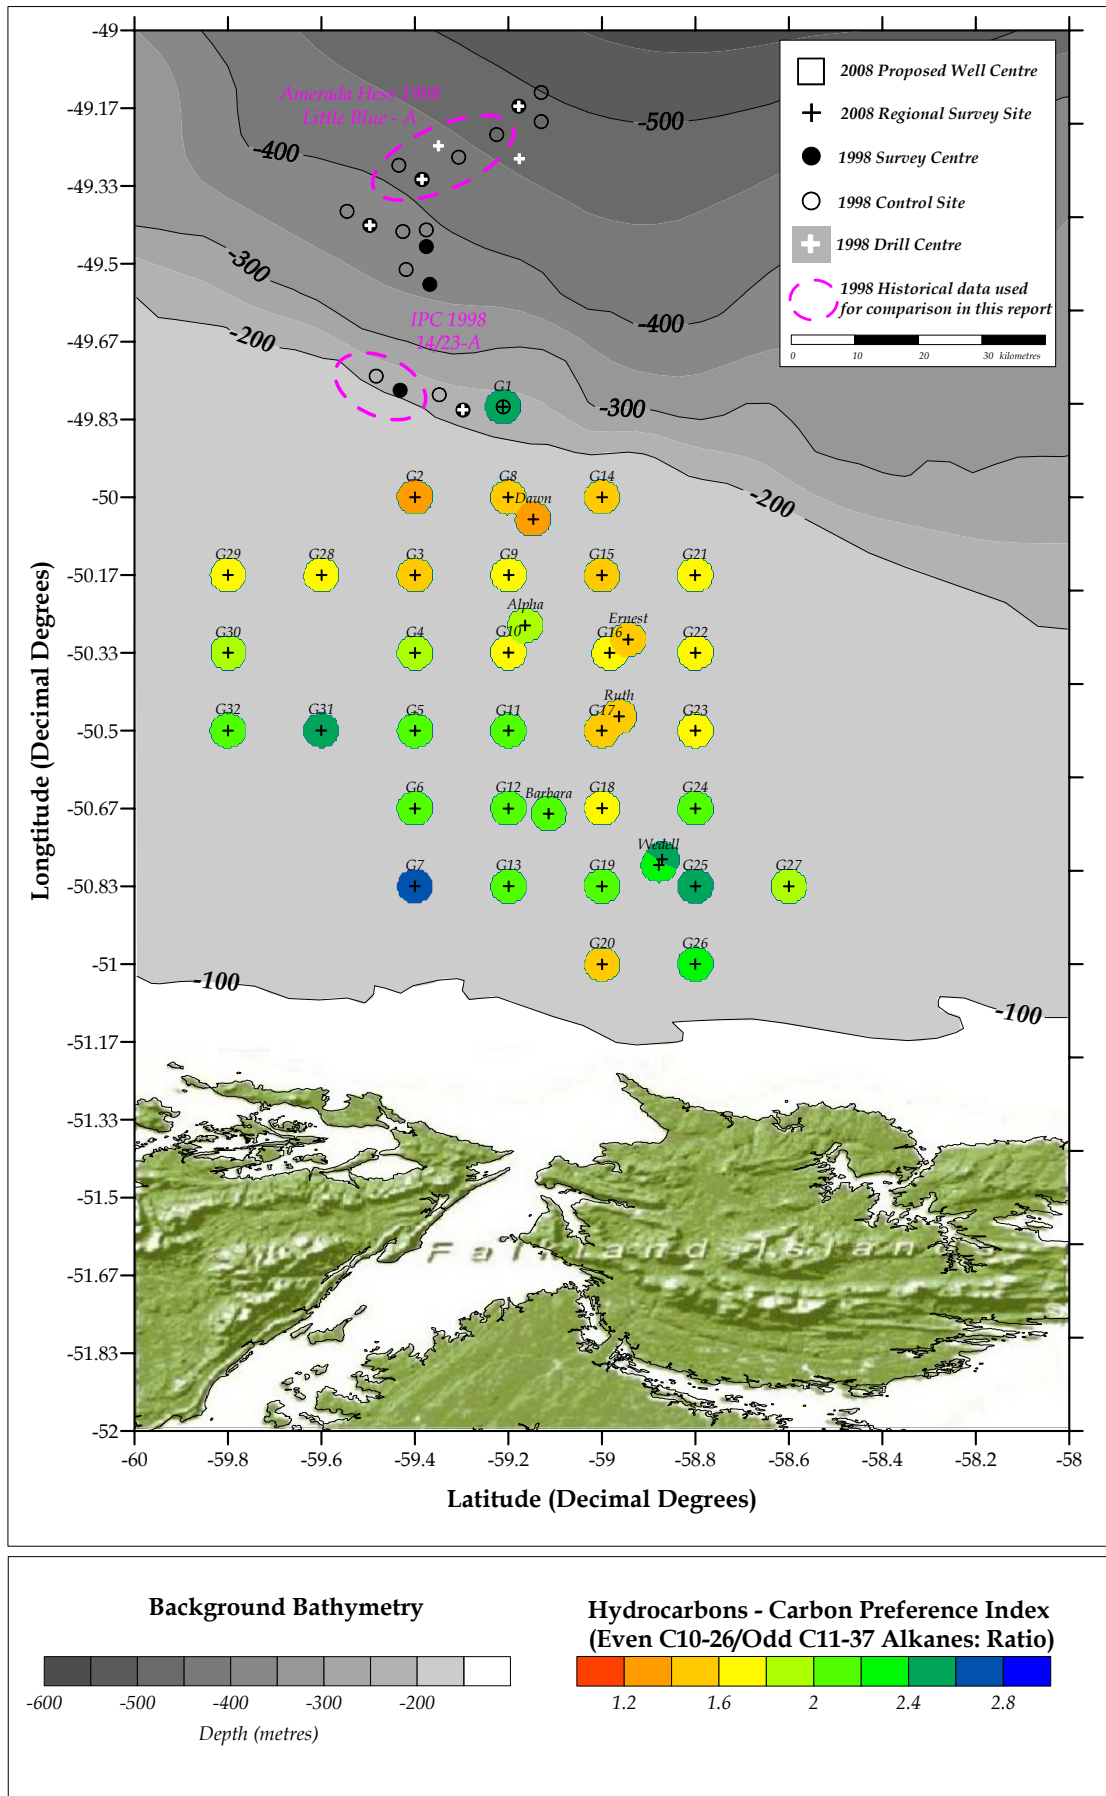 -49
-49.17
-49.33
-49.5
-49.67
-49.83
-50
-50.17
-50.33
-50.5
-50.67
-50.83
-51
-51.17
-51.33
-51.5
-51.67
-51.83
-52
Longtitude (Decimal Degrees)
-60
-59.8
-59.6
-59.4
-59.2
-59
-58.8
-58.6
-58.4
-58.2
-58
Latitude (Decimal Degrees)
2008 Proposed Well Centre
2008 Regional Survey Site
1998 Survey Centre
1998 Control Site
1998 Drill Centre
1998 Historical data used
for comparison in this report
0
10
20
30 kilometres
Amerada Hess 1998
Little Blue - A
-500
-400
-300
-200
IPC 1998
14/23-A
-400
-300
-200
G1
G2
G8
G14
Dawn
G29
G28
G3
G9
G15
G21
Alpha
Ernest
G30
G4
G10
G16
G22
Ruth
G32
G31
G5
G11
G17
G23
G6
G12
Barbara
G18
G24
Wedell
G7
G13
G19
G25
G27
G20
G26
-100
-100
Background Bathymetry
-600
-500
-400
-300
-200
Depth (metres)
Hydrocarbons - Carbon Preference Index
(Even C10-26/Odd C11-37 Alkanes: Ratio)
1.2
1.6
2
2.4
2.8